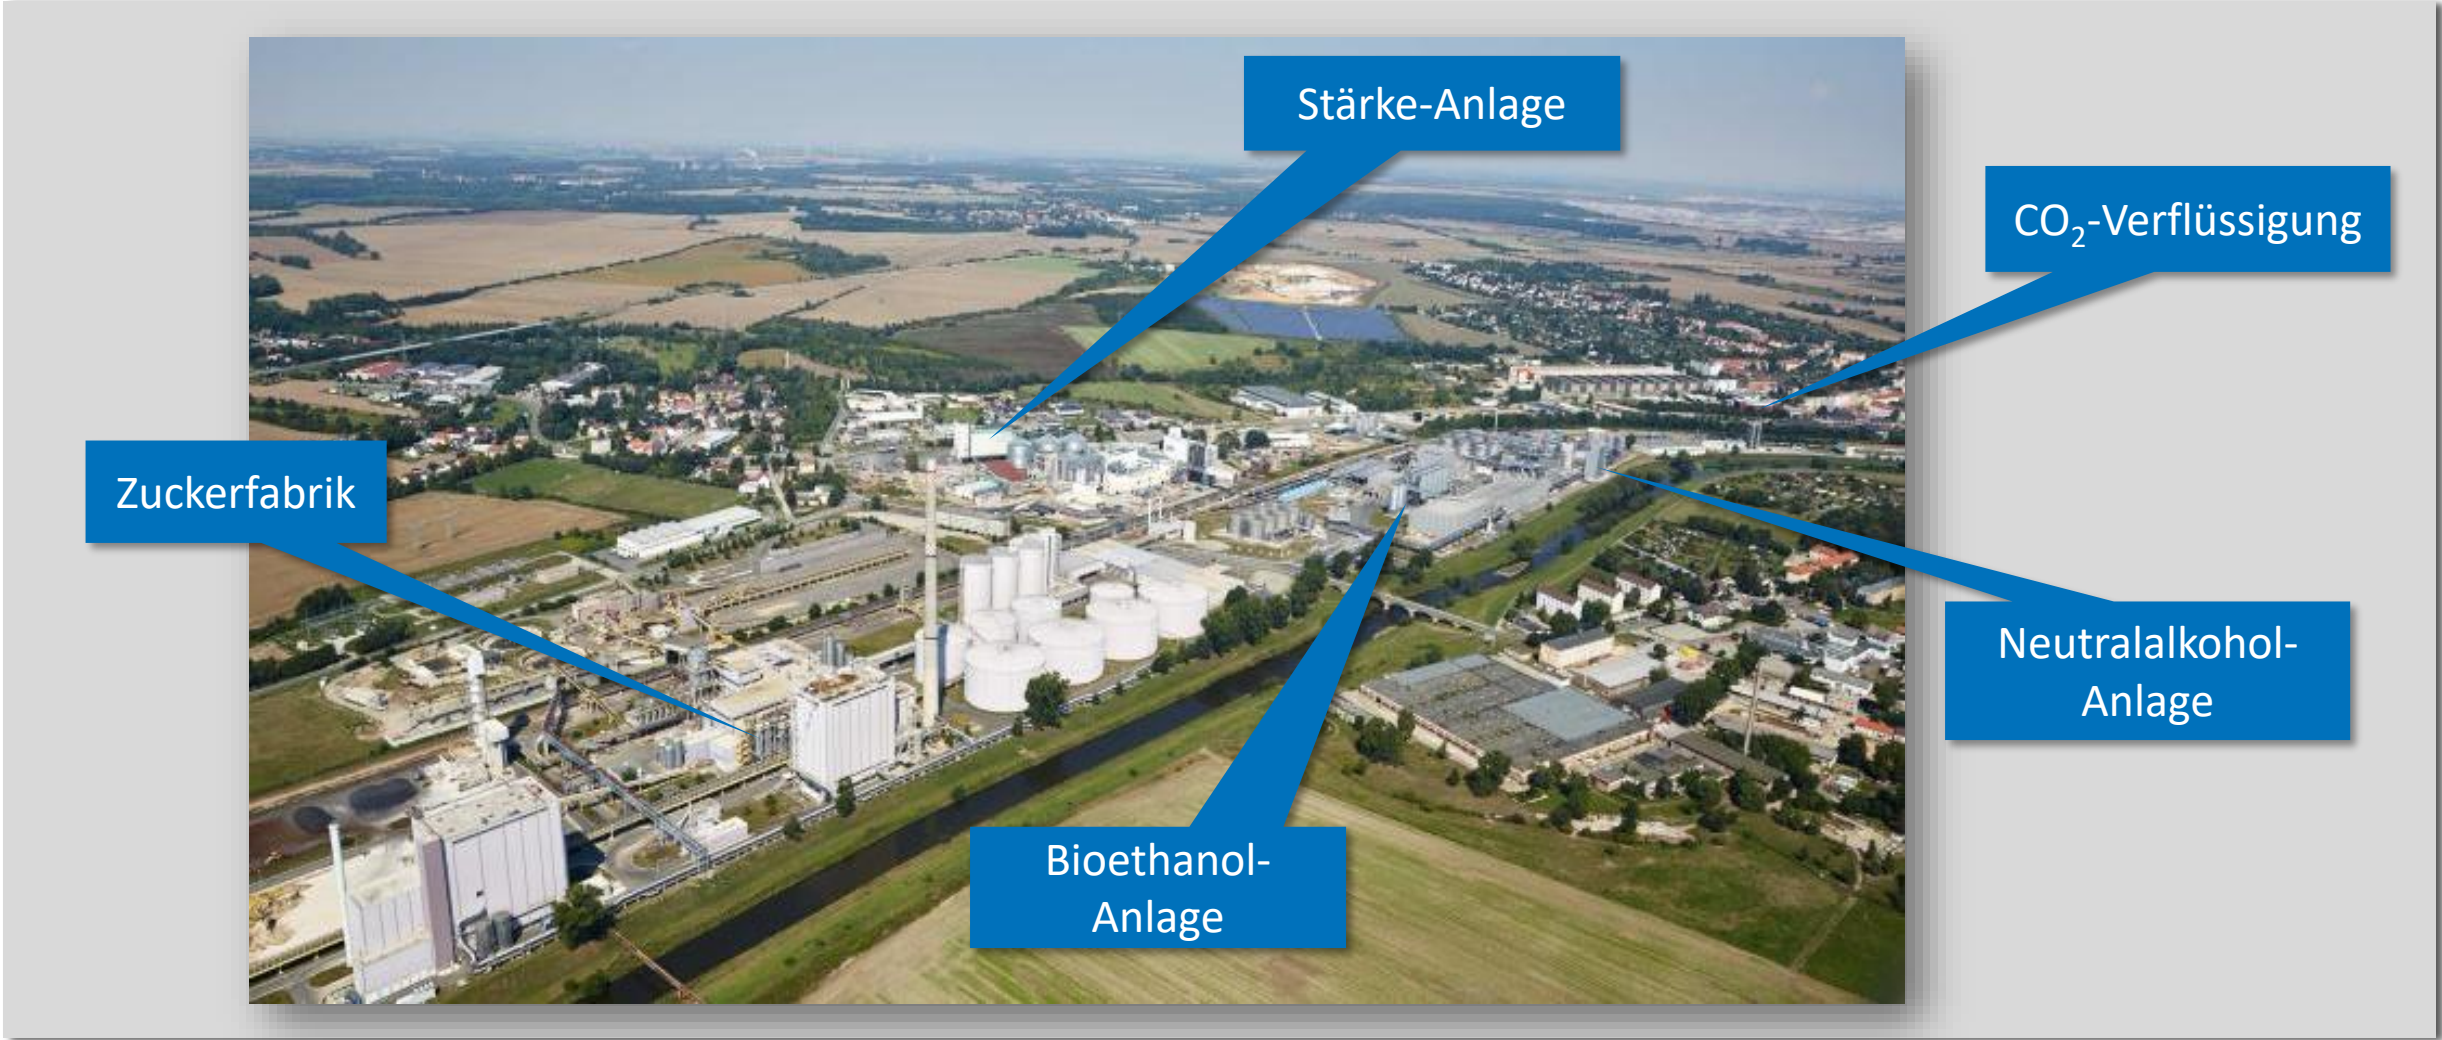 Stärke-Anlage
CO₂-Verflüssigung
Zuckerfabrik
Neutralalkohol-
Anlage
Bioethanol-
Anlage